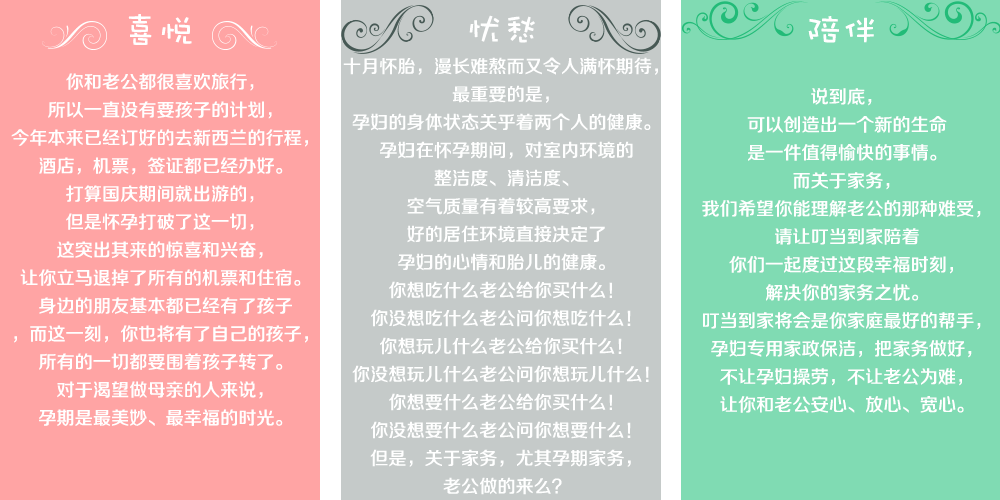 喜悦
你和老公都很喜欢旅行，
所以一直没有要孩子的计划，
今年本来已经订好的去新西兰的行程，
酒店，机票，签证都已经办好。
打算国庆期间就出游的，
但是怀孕打破了这一切，
这突出其来的惊喜和兴奋，
让你立马退掉了所有的机票和住宿。
身边的朋友基本都已经有了孩子
，而这一刻，你也将有了自己的孩子，
所有的一切都要围着孩子转了。
对于渴望做母亲的人来说，
孕期是最美妙、最幸福的时光。
忧愁
十月怀胎，漫长难熬而又令人满怀期待，
最重要的是，
孕妇的身体状态关乎着两个人的健康。
孕妇在怀孕期间，对室内环境的
整洁度、清洁度、
空气质量有着较高要求，
好的居住环境直接决定了
孕妇的心情和胎儿的健康。
你想吃什么老公给你买什么！
你没想吃什么老公问你想吃什么！
你想玩儿什么老公给你买什么！
你没想玩儿什么老公问你想玩儿什么！
你想要什么老公给你买什么！
你没想要什么老公问你想要什么！
但是，关于家务，尤其孕期家务，
老公做的来么？
陪伴
说到底，
可以创造出一个新的生命
是一件值得愉快的事情。
而关于家务，
我们希望你能理解老公的那种难受，
请让叮当到家陪着
你们一起度过这段幸福时刻，
解决你的家务之忧。
叮当到家将会是你家庭最好的帮手，
孕妇专用家政保洁，把家务做好，
不让孕妇操劳，不让老公为难，
让你和老公安心、放心、宽心。